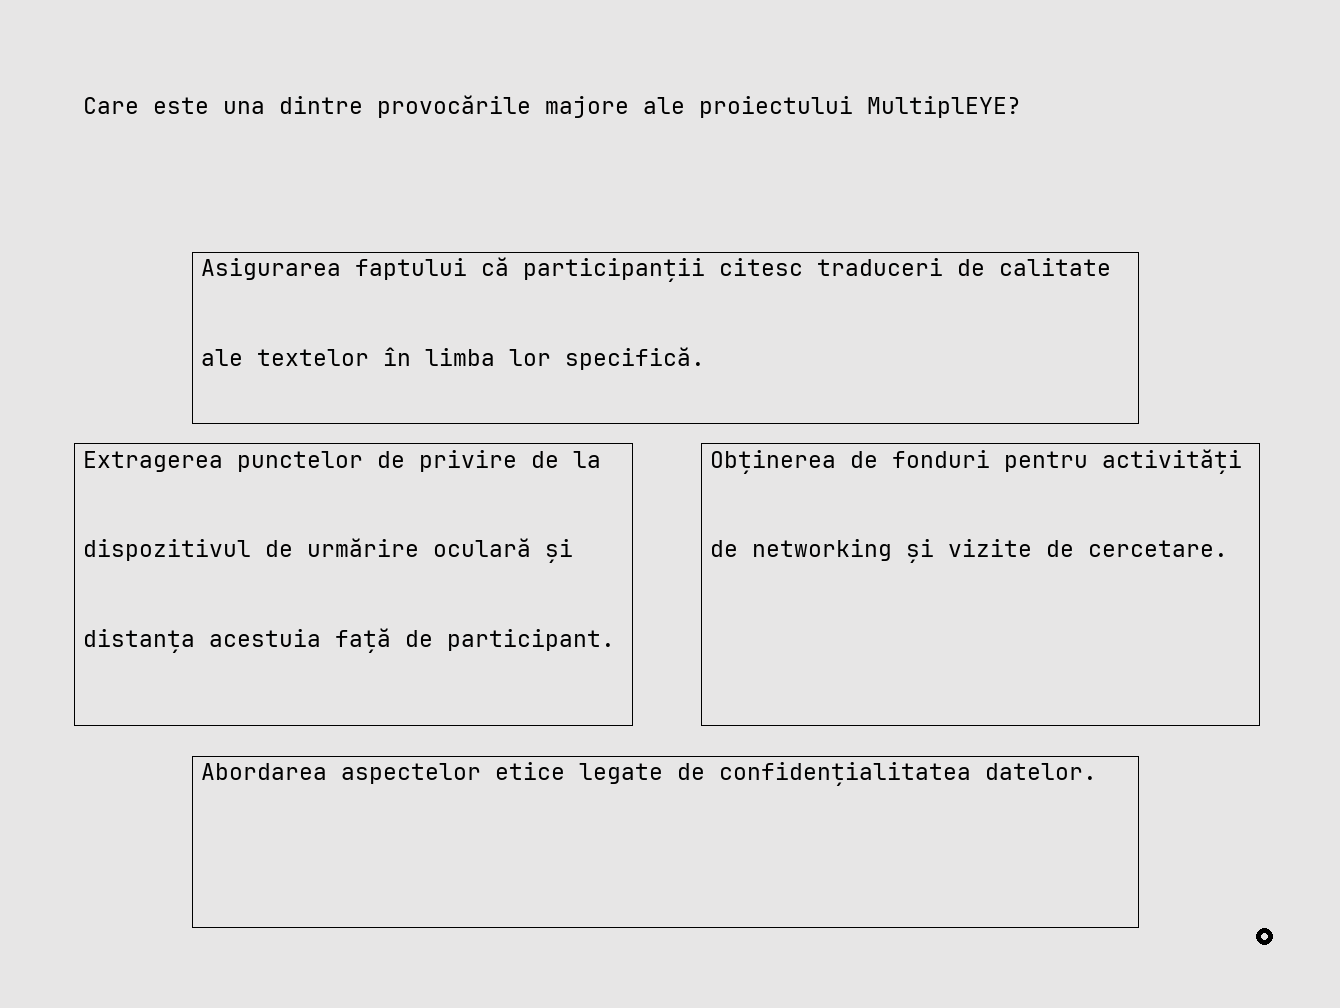 Care este una dintre provocările majore ale proiectului MultiplEYE?
Asigurarea faptului că participanții citesc traduceri de calitate
ale textelor în limba lor specifică.
Extragerea punctelor de privire de la
dispozitivul de urmărire oculară și
distanța acestuia față de participant.
Obținerea de fonduri pentru activități
de networking și vizite de cercetare.
Abordarea aspectelor etice legate de confidențialitatea datelor.